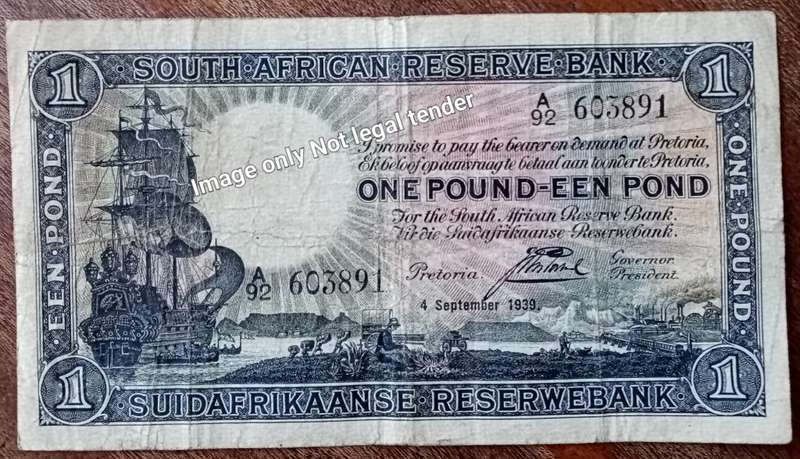 1 · SOUTH · AFRICAN · RESERVE · BANK · 1
A/92 603891
I promise to pay the bearer on demand at Pretoria,
Ek beloof op aanvraag te betaal aan toonder te Pretoria,
ONE POUND-EEN POND
For the South African Reserve Bank.
Vir die Suidafrikaanse Reserwebank.
A/92 603891
Pretoria. Governor
President.
4 September 1939.
1 · SUIDAFRIKAANSE · RESERWEBANK · 1
· EEN · POND ·
· ONE · POUND ·
Image only Not legal tender